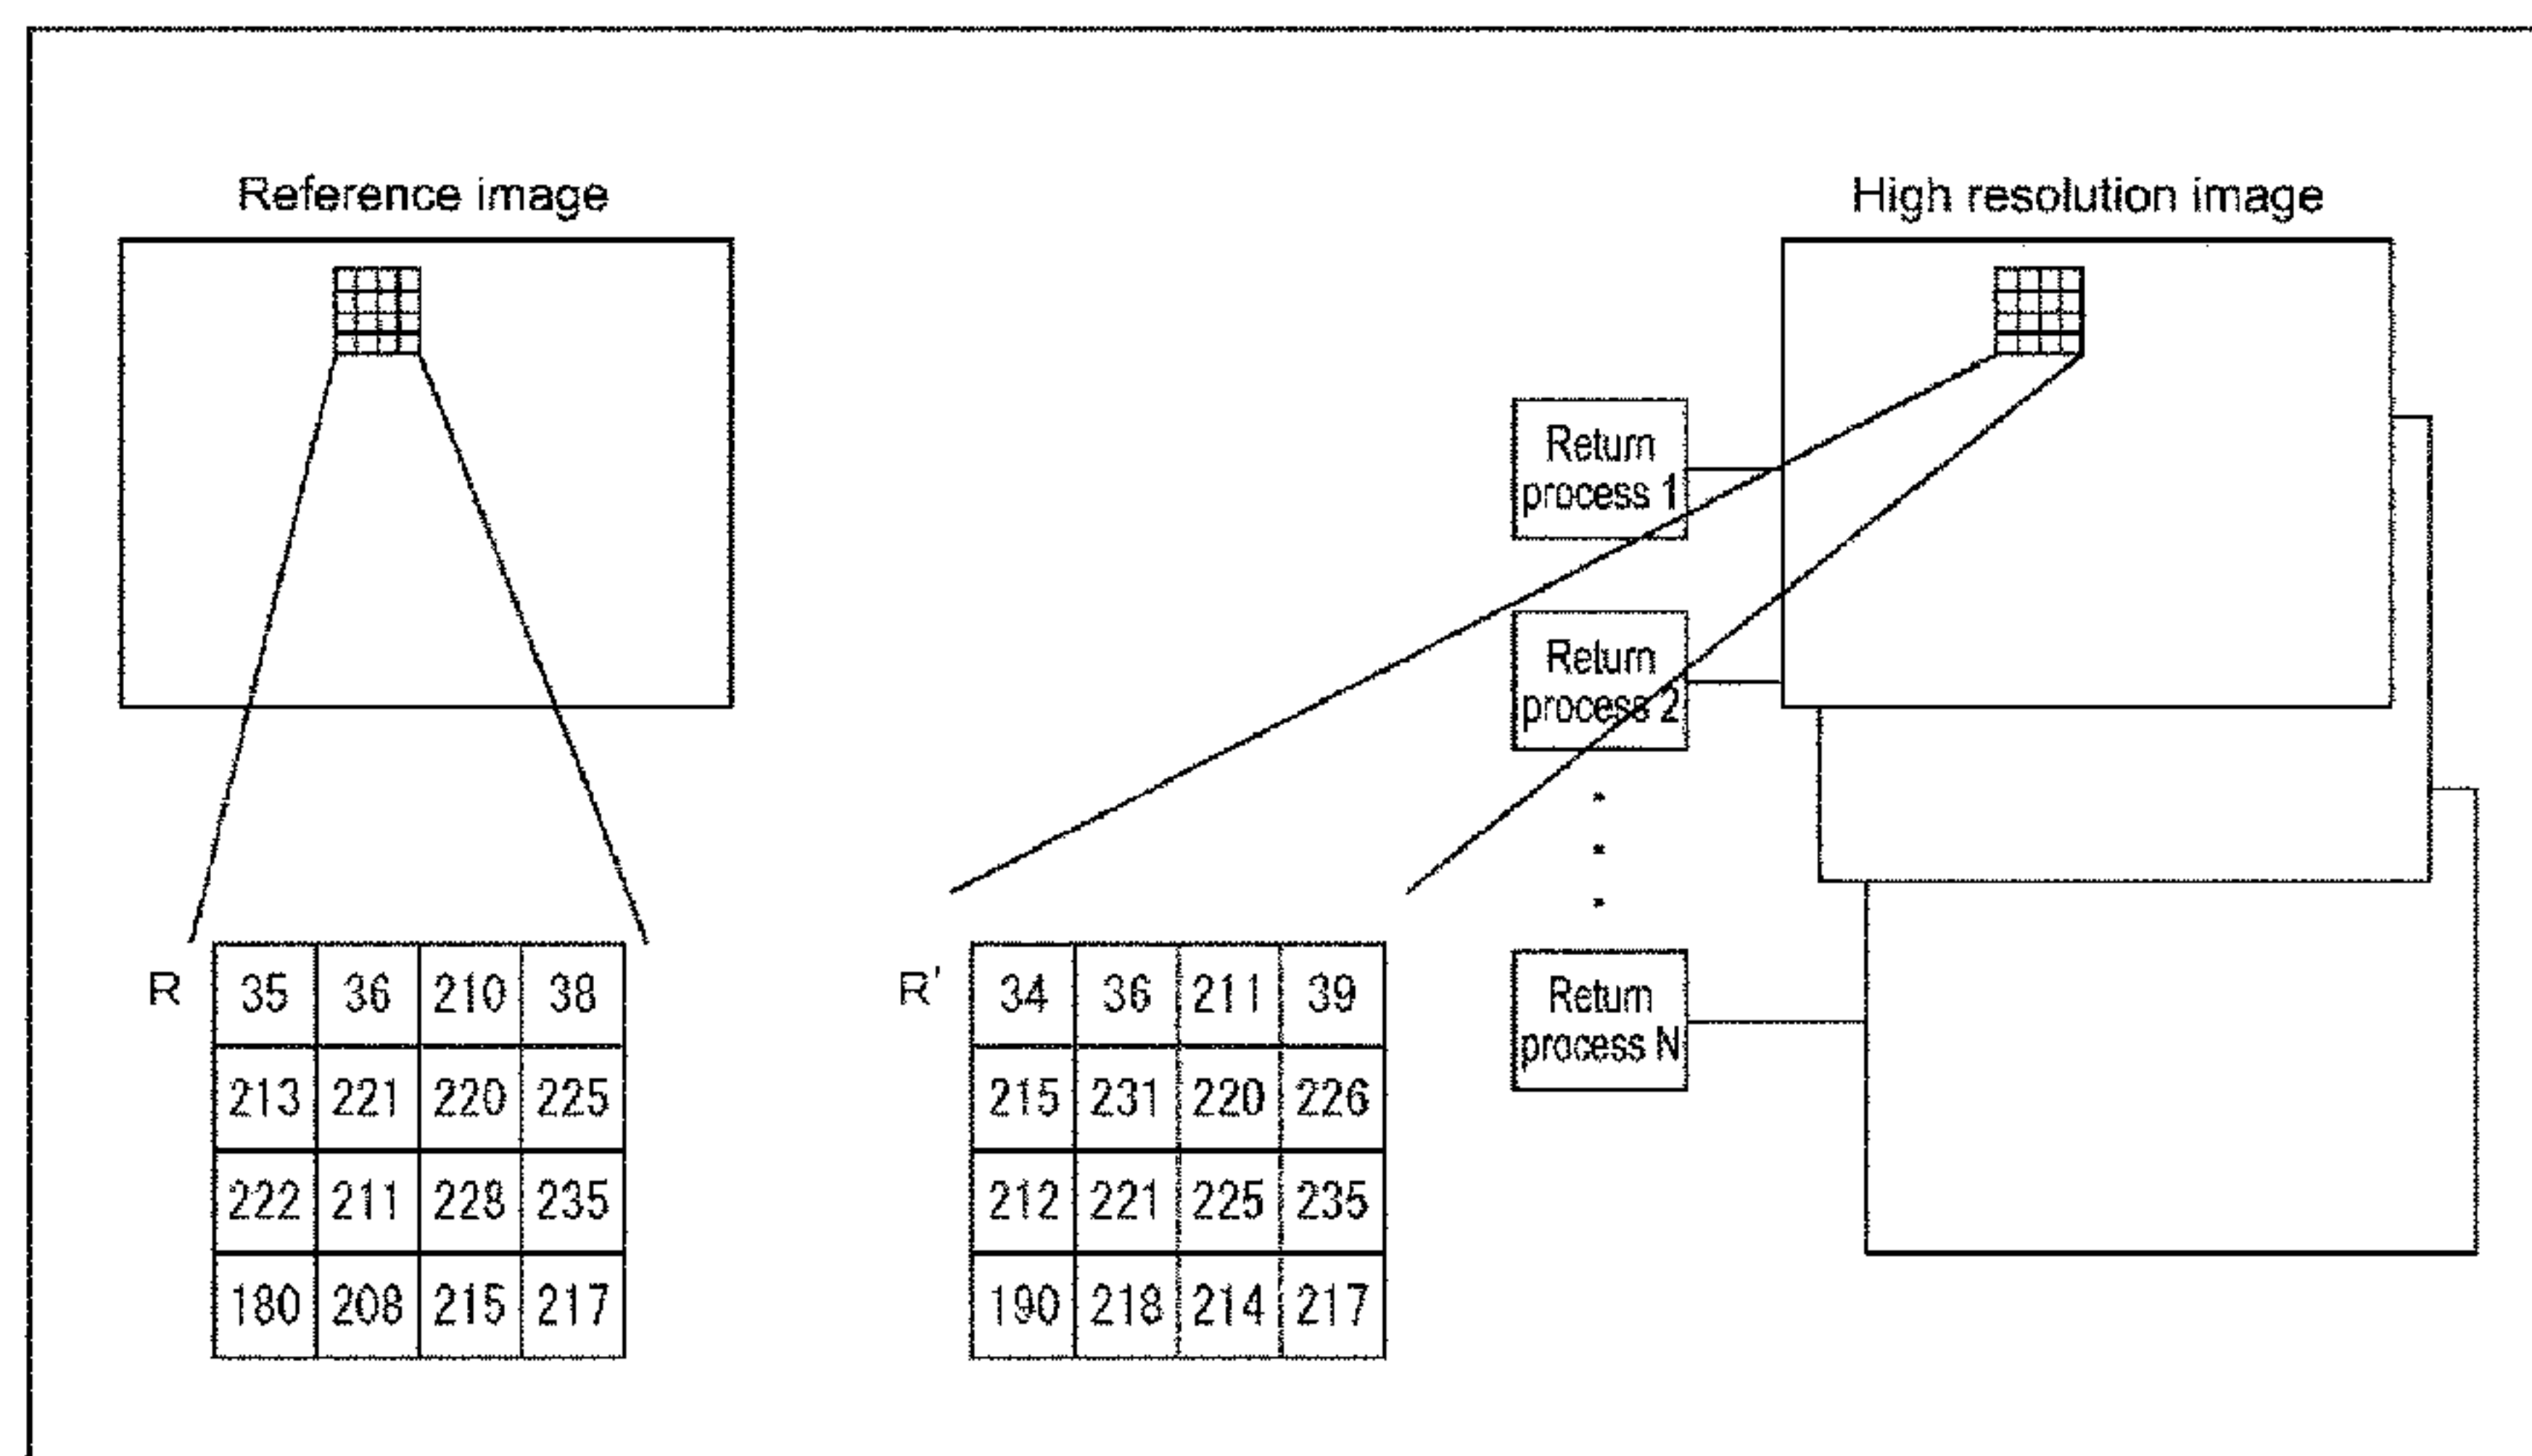 Reference image
High resolution image
Return
process 1
Return
process 2
Return
process N
R
35 36 210 38
213 221 220 225
222 211 228 235
180 208 215 217
R'
34 36 211 39
215 231 220 226
212 221 225 235
190 218 214 217